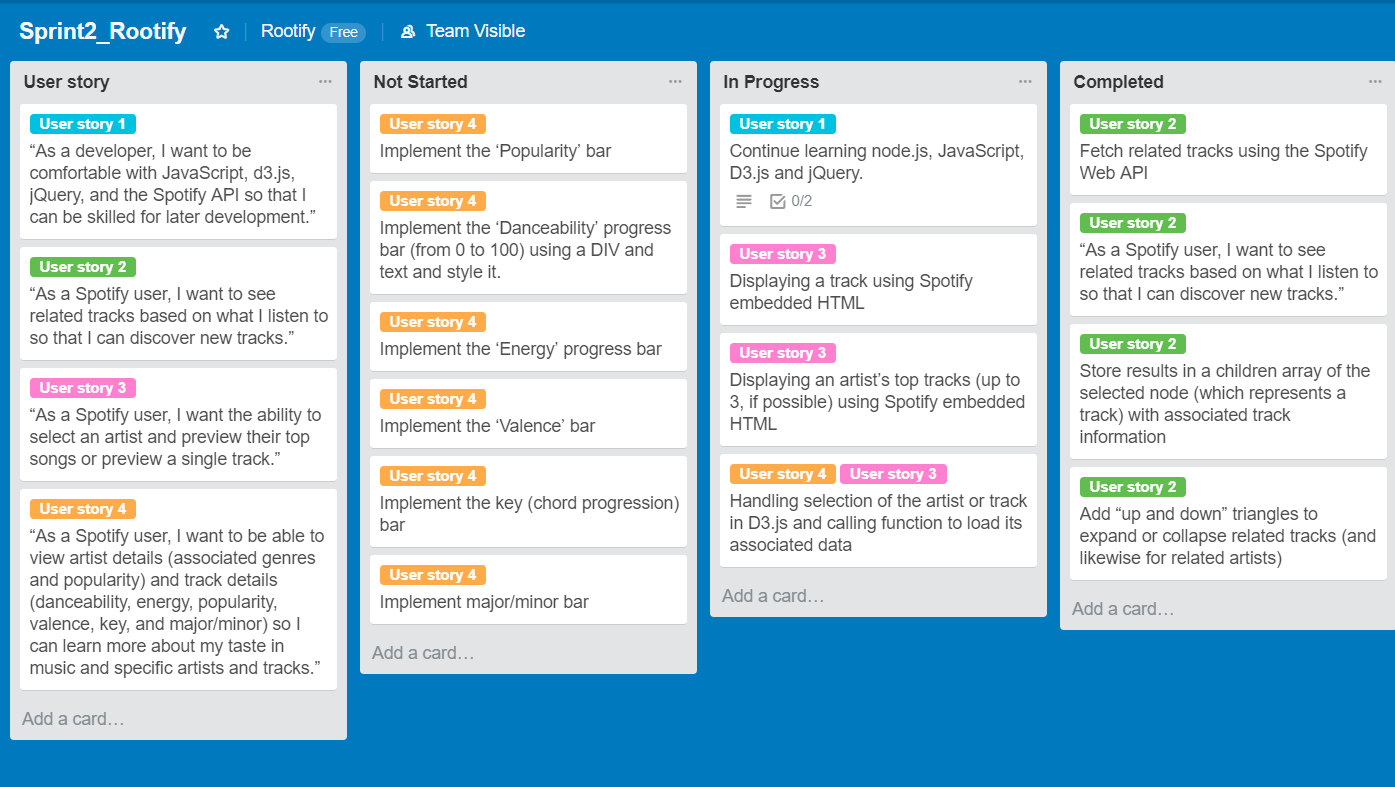 Sprint2_Rootify
Rootify Free
Team Visible
User story
User story 1
“As a developer, I want to be
comfortable with JavaScript, d3.js,
jQuery, and the Spotify API so that I
can be skilled for later development.”
User story 2
“As a Spotify user, I want to see
related tracks based on what I listen to
so that I can discover new tracks.”
User story 3
“As a Spotify user, I want the ability to
select an artist and preview their top
songs or preview a single track.”
User story 4
“As a Spotify user, I want to be able to
view artist details (associated genres
and popularity) and track details
(danceability, energy, popularity,
valence, key, and major/minor) so I
can learn more about my taste in
music and specific artists and tracks.”
Add a card…
Not Started
User story 4
Implement the ‘Popularity’ bar
User story 4
Implement the ‘Danceability’ progress
bar (from 0 to 100) using a DIV and
text and style it.
User story 4
Implement the ‘Energy’ progress bar
User story 4
Implement the ‘Valence’ bar
User story 4
Implement the key (chord progression)
bar
User story 4
Implement major/minor bar
Add a card…
In Progress
User story 1
Continue learning node.js, JavaScript,
D3.js and jQuery.
0/2
User story 3
Displaying a track using Spotify
embedded HTML
User story 3
Displaying an artist’s top tracks (up to
3, if possible) using Spotify embedded
HTML
User story 4 User story 3
Handling selection of the artist or track
in D3.js and calling function to load its
associated data
Add a card…
Completed
User story 2
Fetch related tracks using the Spotify
Web API
User story 2
“As a Spotify user, I want to see
related tracks based on what I listen to
so that I can discover new tracks.”
User story 2
Store results in a children array of the
selected node (which represents a
track) with associated track
information
User story 2
Add “up and down” triangles to
expand or collapse related tracks (and
likewise for related artists)
Add a card…